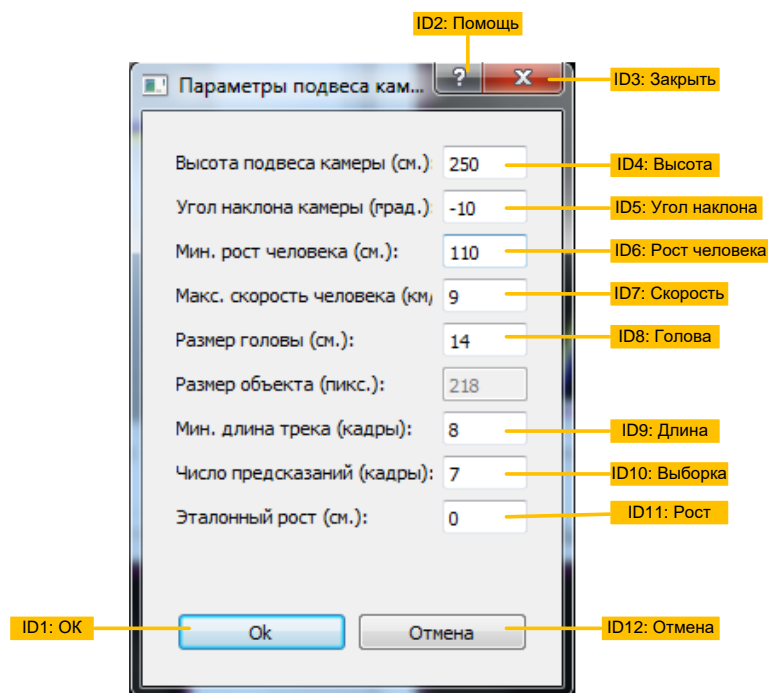 ID2: Помощь
Параметры подвеса кам... ? X ID3: Закрыть
Высота подвеса камеры (см.): 250 ID4: Высота
Угол наклона камеры (град.): -10 ID5: Угол наклона
Мин. рост человека (см.): 110 ID6: Рост человека
Макс. скорость человека (км/ 9 ID7: Скорость
Размер головы (см.): 14 ID8: Голова
Размер объекта (пикс.): 218
Мин. длина трека (кадры): 8 ID9: Длина
Число предсказаний (кадры): 7 ID10: Выборка
Эталонный рост (см.): 0 ID11: Рост
ID1: ОК Ok Отмена ID12: Отмена